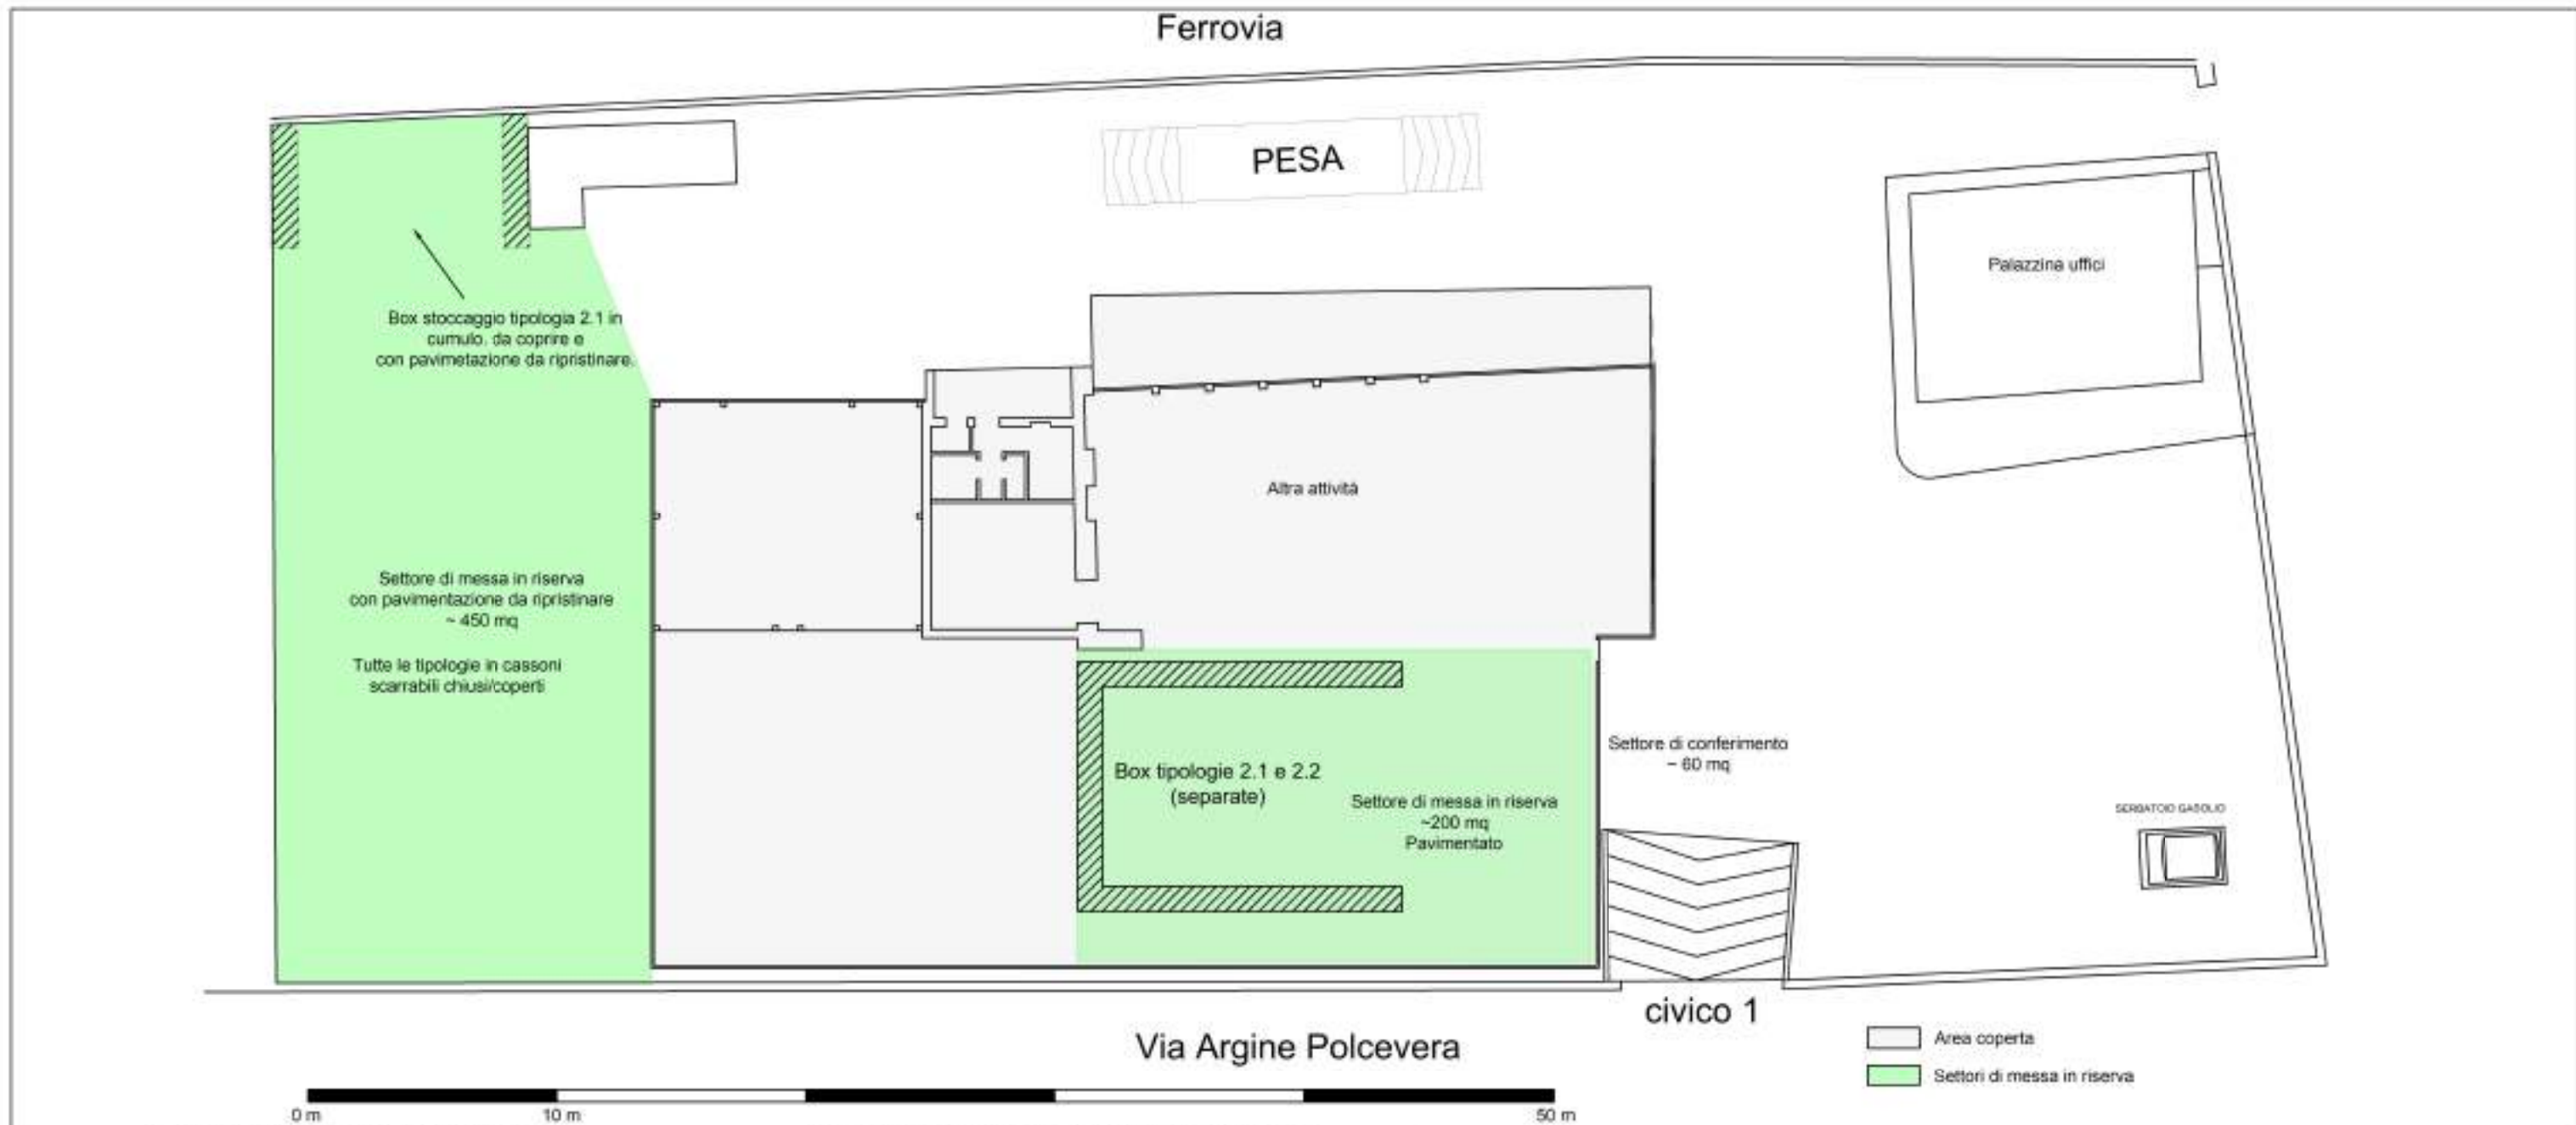 Ferrovia
PESA
Palazzina uffici
Box stoccaggio tipologia 2.1 in
cumulo. da coprire e
con pavimetazione da ripristinare.
Altra attività
Settore di messa in riserva
con pavimentazione da ripristinare
~ 450 mq
Tutte le tipologie in cassoni
scarrabili chiusi/coperti
Box tipologie 2.1 e 2.2
(separate)
Settore di messa in riserva
~200 mq
Pavimentato
Settore di conferimento
~ 60 mq
SERBATOIO GASOLIO
civico 1
Via Argine Polcevera
Area coperta
Settori di messa in riserva
0 m
10 m
50 m